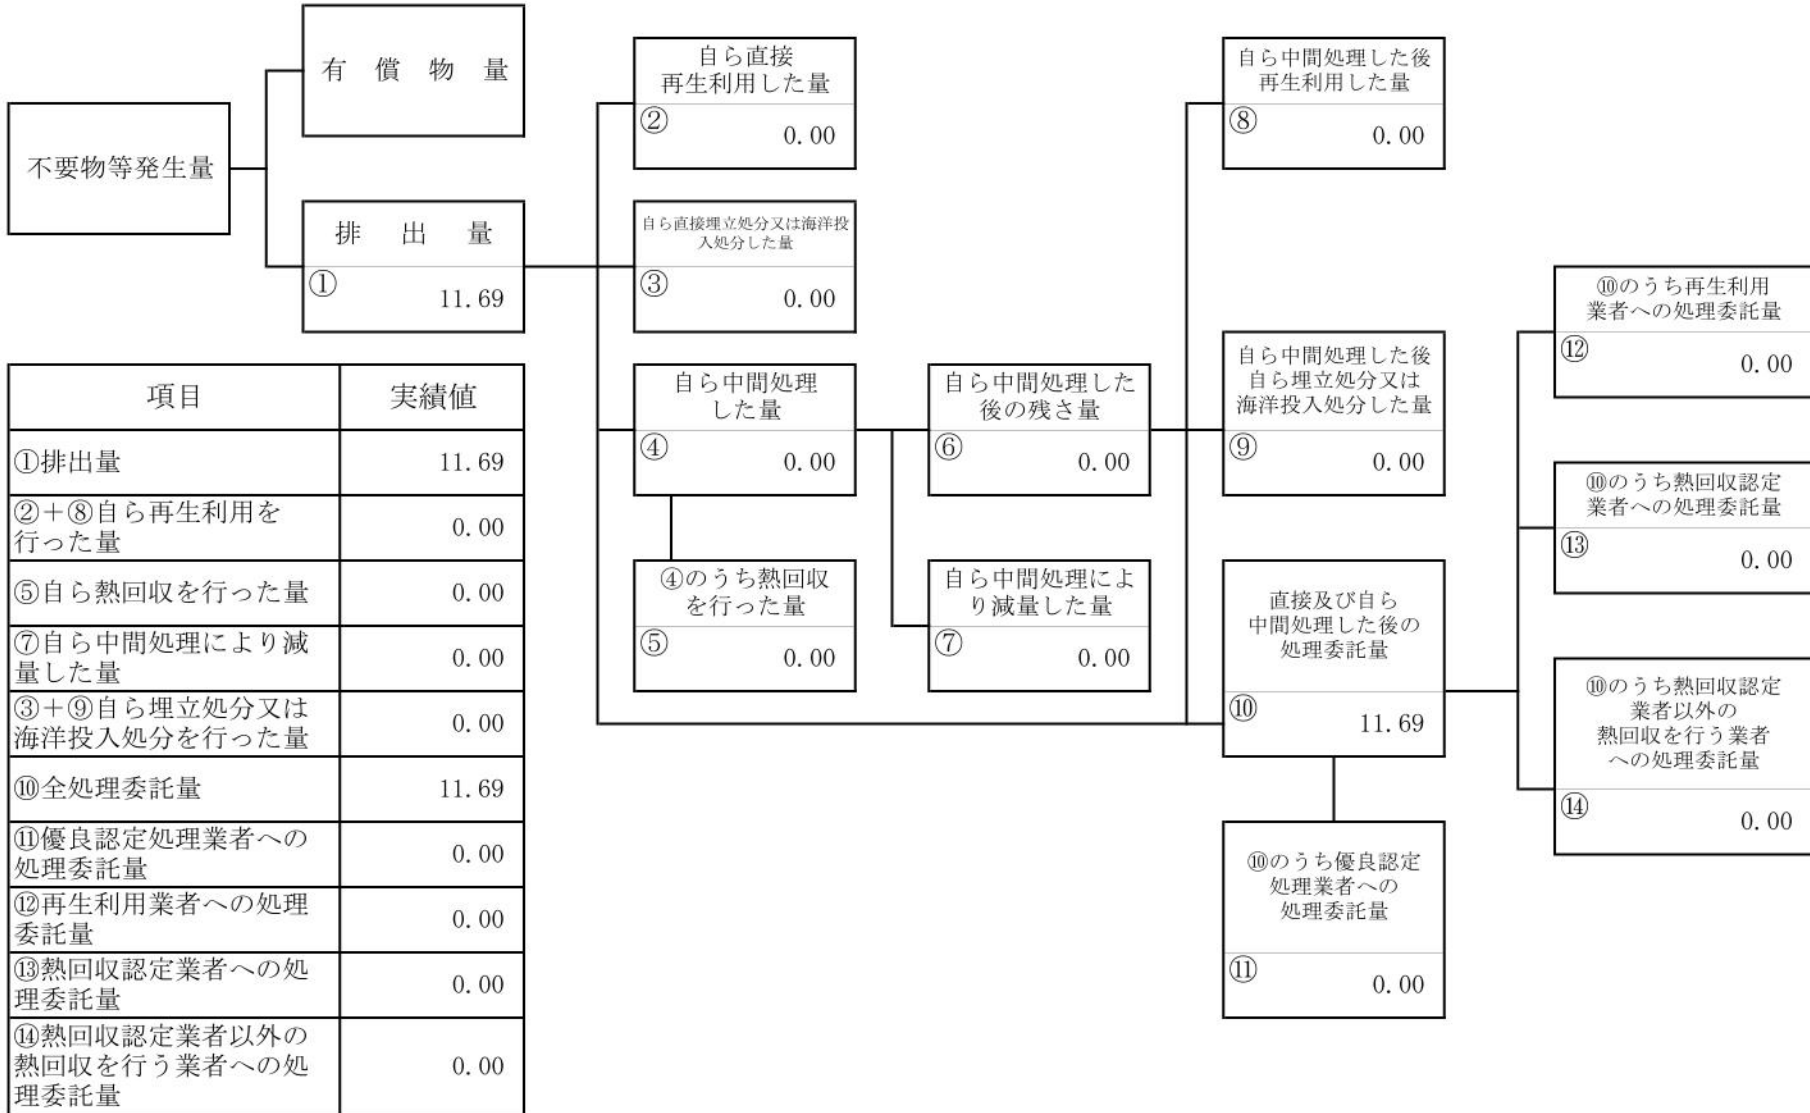 不要物等発生量
有償物量
排出量
①
11.69
自ら直接
再生利用した量
②
0.00
自ら直接埋立処分又は海洋投
入処分した量
③
0.00
自ら中間処理
した量
④
0.00
④のうち熱回収
を行った量
⑤
0.00
自ら中間処理した
後の残さ量
⑥
0.00
自ら中間処理によ
り減量した量
⑦
0.00
自ら中間処理した後
再生利用した量
⑧
0.00
自ら中間処理した後
自ら埋立処分又は
海洋投入処分した量
⑨
0.00
直接及び自ら
中間処理した後の
処理委託量
⑩
11.69
⑩のうち優良認定
処理業者への
処理委託量
⑪
0.00
⑩のうち再生利用
業者への処理委託量
⑫
0.00
⑩のうち熱回収認定
業者への処理委託量
⑬
0.00
⑩のうち熱回収認定
業者以外の
熱回収を行う業者
への処理委託量
⑭
0.00
項目 実績値
①排出量 11.69
②＋⑧自ら再生利用を
行った量 0.00
⑤自ら熱回収を行った量 0.00
⑦自ら中間処理により減
量した量 0.00
③＋⑨自ら埋立処分又は
海洋投入処分を行った量 0.00
⑩全処理委託量 11.69
⑪優良認定処理業者への
処理委託量 0.00
⑫再生利用業者への処理
委託量 0.00
⑬熱回収認定業者への処
理委託量 0.00
⑭熱回収認定業者以外の
熱回収を行う業者への処 0.00
理委託量